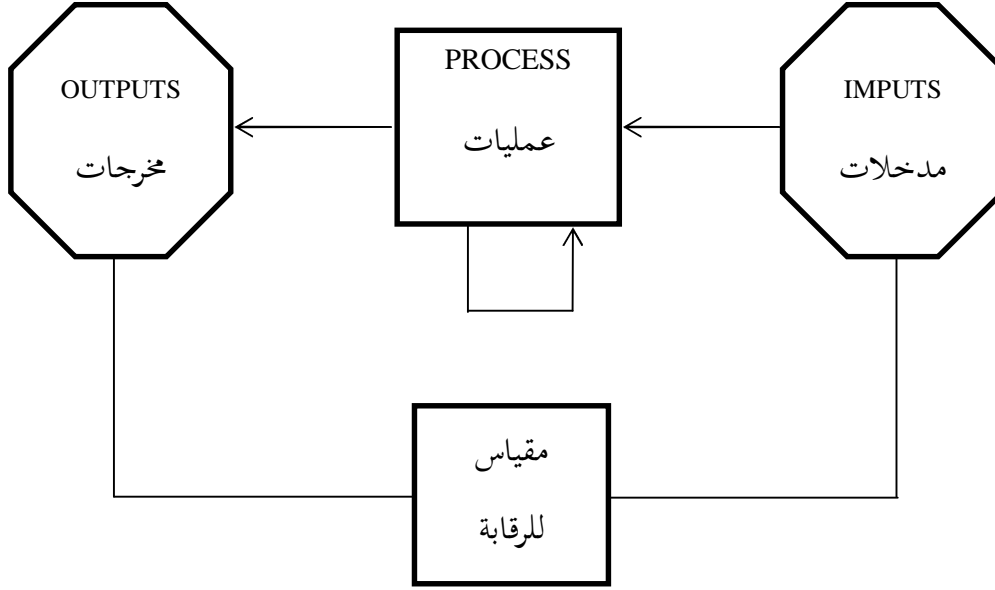 IMPUTS
مدخلات
PROCESS
عمليات
OUTPUTS
مخرجات
مقياس
للرقابة